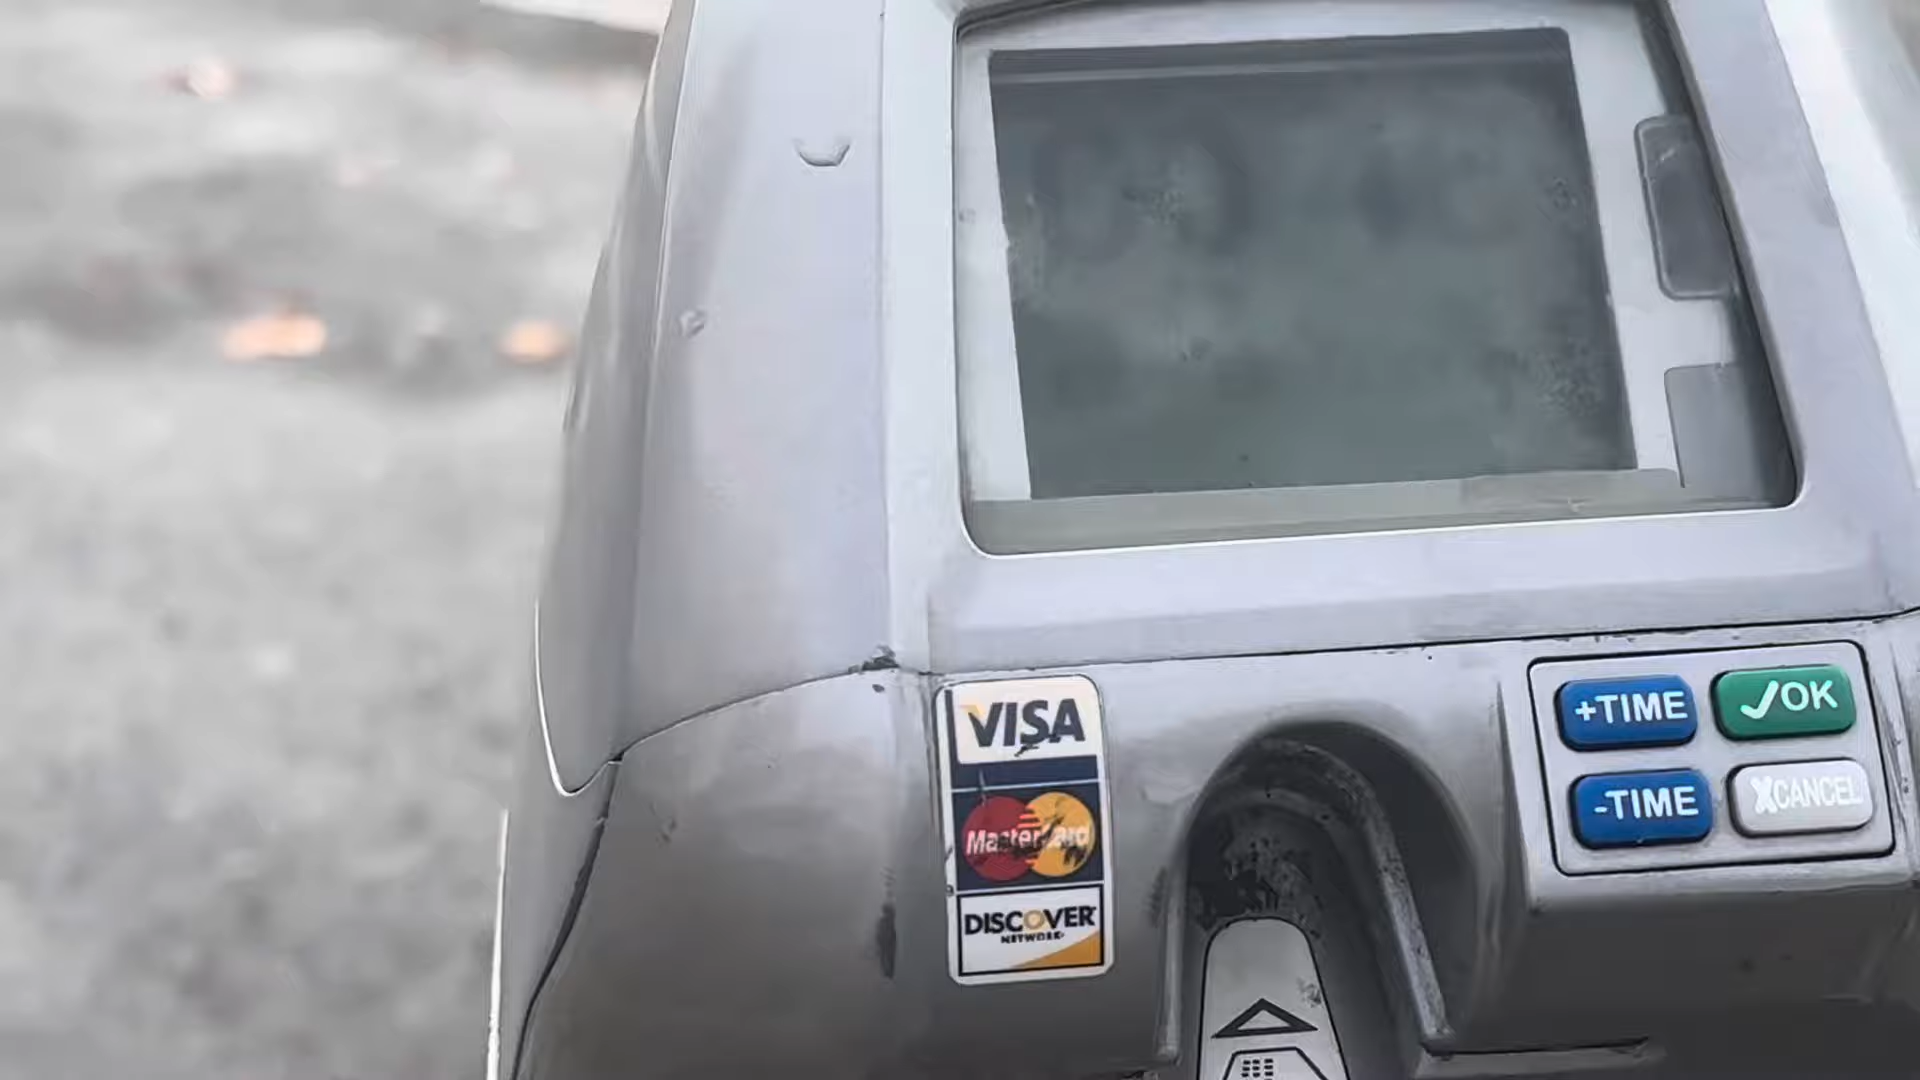 VISA
MasterCard
DISCOVER
NETWORK
+TIME
✓OK
-TIME
XCANCEL